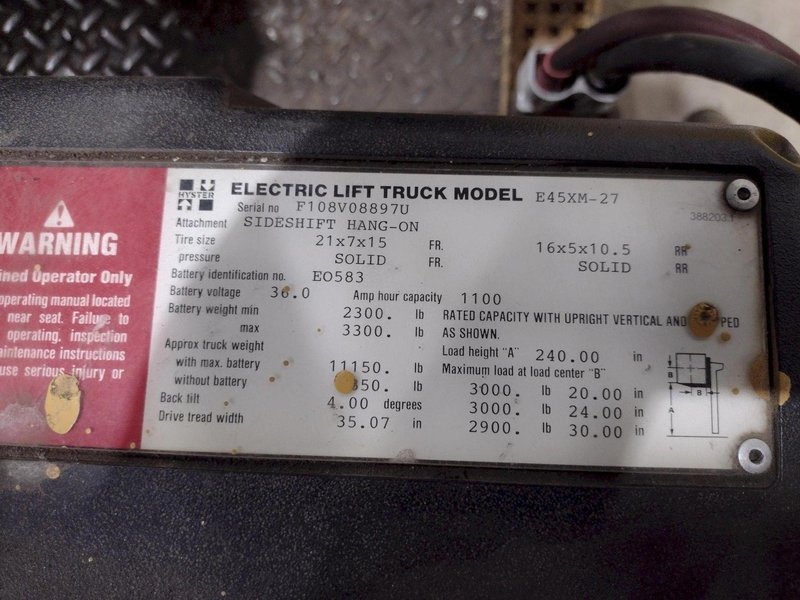 WARNING
ined Operator Only
operating manual located
near seat. Failure to
operating, inspection
aintenance instructions
use serious injury or
HYSTER
ELECTRIC LIFT TRUCK MODEL E45XM-27
Serial no F108V08897U
388203
Attachment SIDESHIFT HANG-ON
Tire size 21x7x15 FR. 16x5x10.5 RR
pressure SOLID FR. SOLID RR
Battery identification no. EO583
Battery voltage 36.0 Amp hour capacity 1100
Battery weight min 2300. lb
max 3300. lb
Approx truck weight
with max. battery 11150. lb
without battery 850. lb
Back tilt 4.00 degrees
Drive tread width 35.07 in
RATED CAPACITY WITH UPRIGHT VERTICAL AND PED
AS SHOWN.
Load height "A" 240.00 in
Maximum load at load center "B"
3000. lb 20.00 in
3000. lb 24.00 in
2900. lb 30.00 in
B
B
A